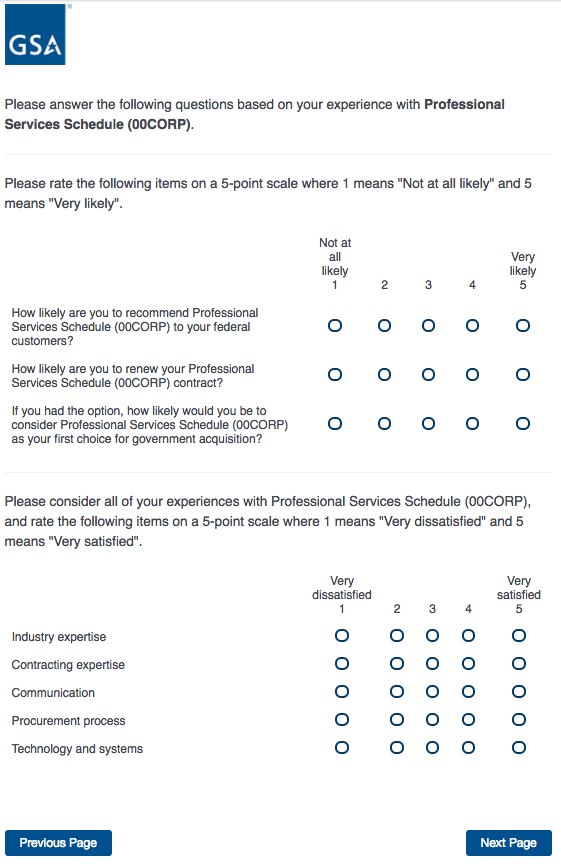 GSA
Please answer the following questions based on your experience with Professional
Services Schedule (00CORP).
Please rate the following items on a 5-point scale where 1 means "Not at all likely" and 5
means "Very likely".
Not at
all
likely
1
2
3
4
Very
likely
5
How likely are you to recommend Professional
Services Schedule (00CORP) to your federal
customers?
How likely are you to renew your Professional
Services Schedule (00CORP) contract?
If you had the option, how likely would you be to
consider Professional Services Schedule (00CORP)
as your first choice for government acquisition?
Please consider all of your experiences with Professional Services Schedule (00CORP),
and rate the following items on a 5-point scale where 1 means "Very dissatisfied" and 5
means "Very satisfied".
Very
dissatisfied
1
2
3
4
Very
satisfied
5
Industry expertise
Contracting expertise
Communication
Procurement process
Technology and systems
Previous Page
Next Page